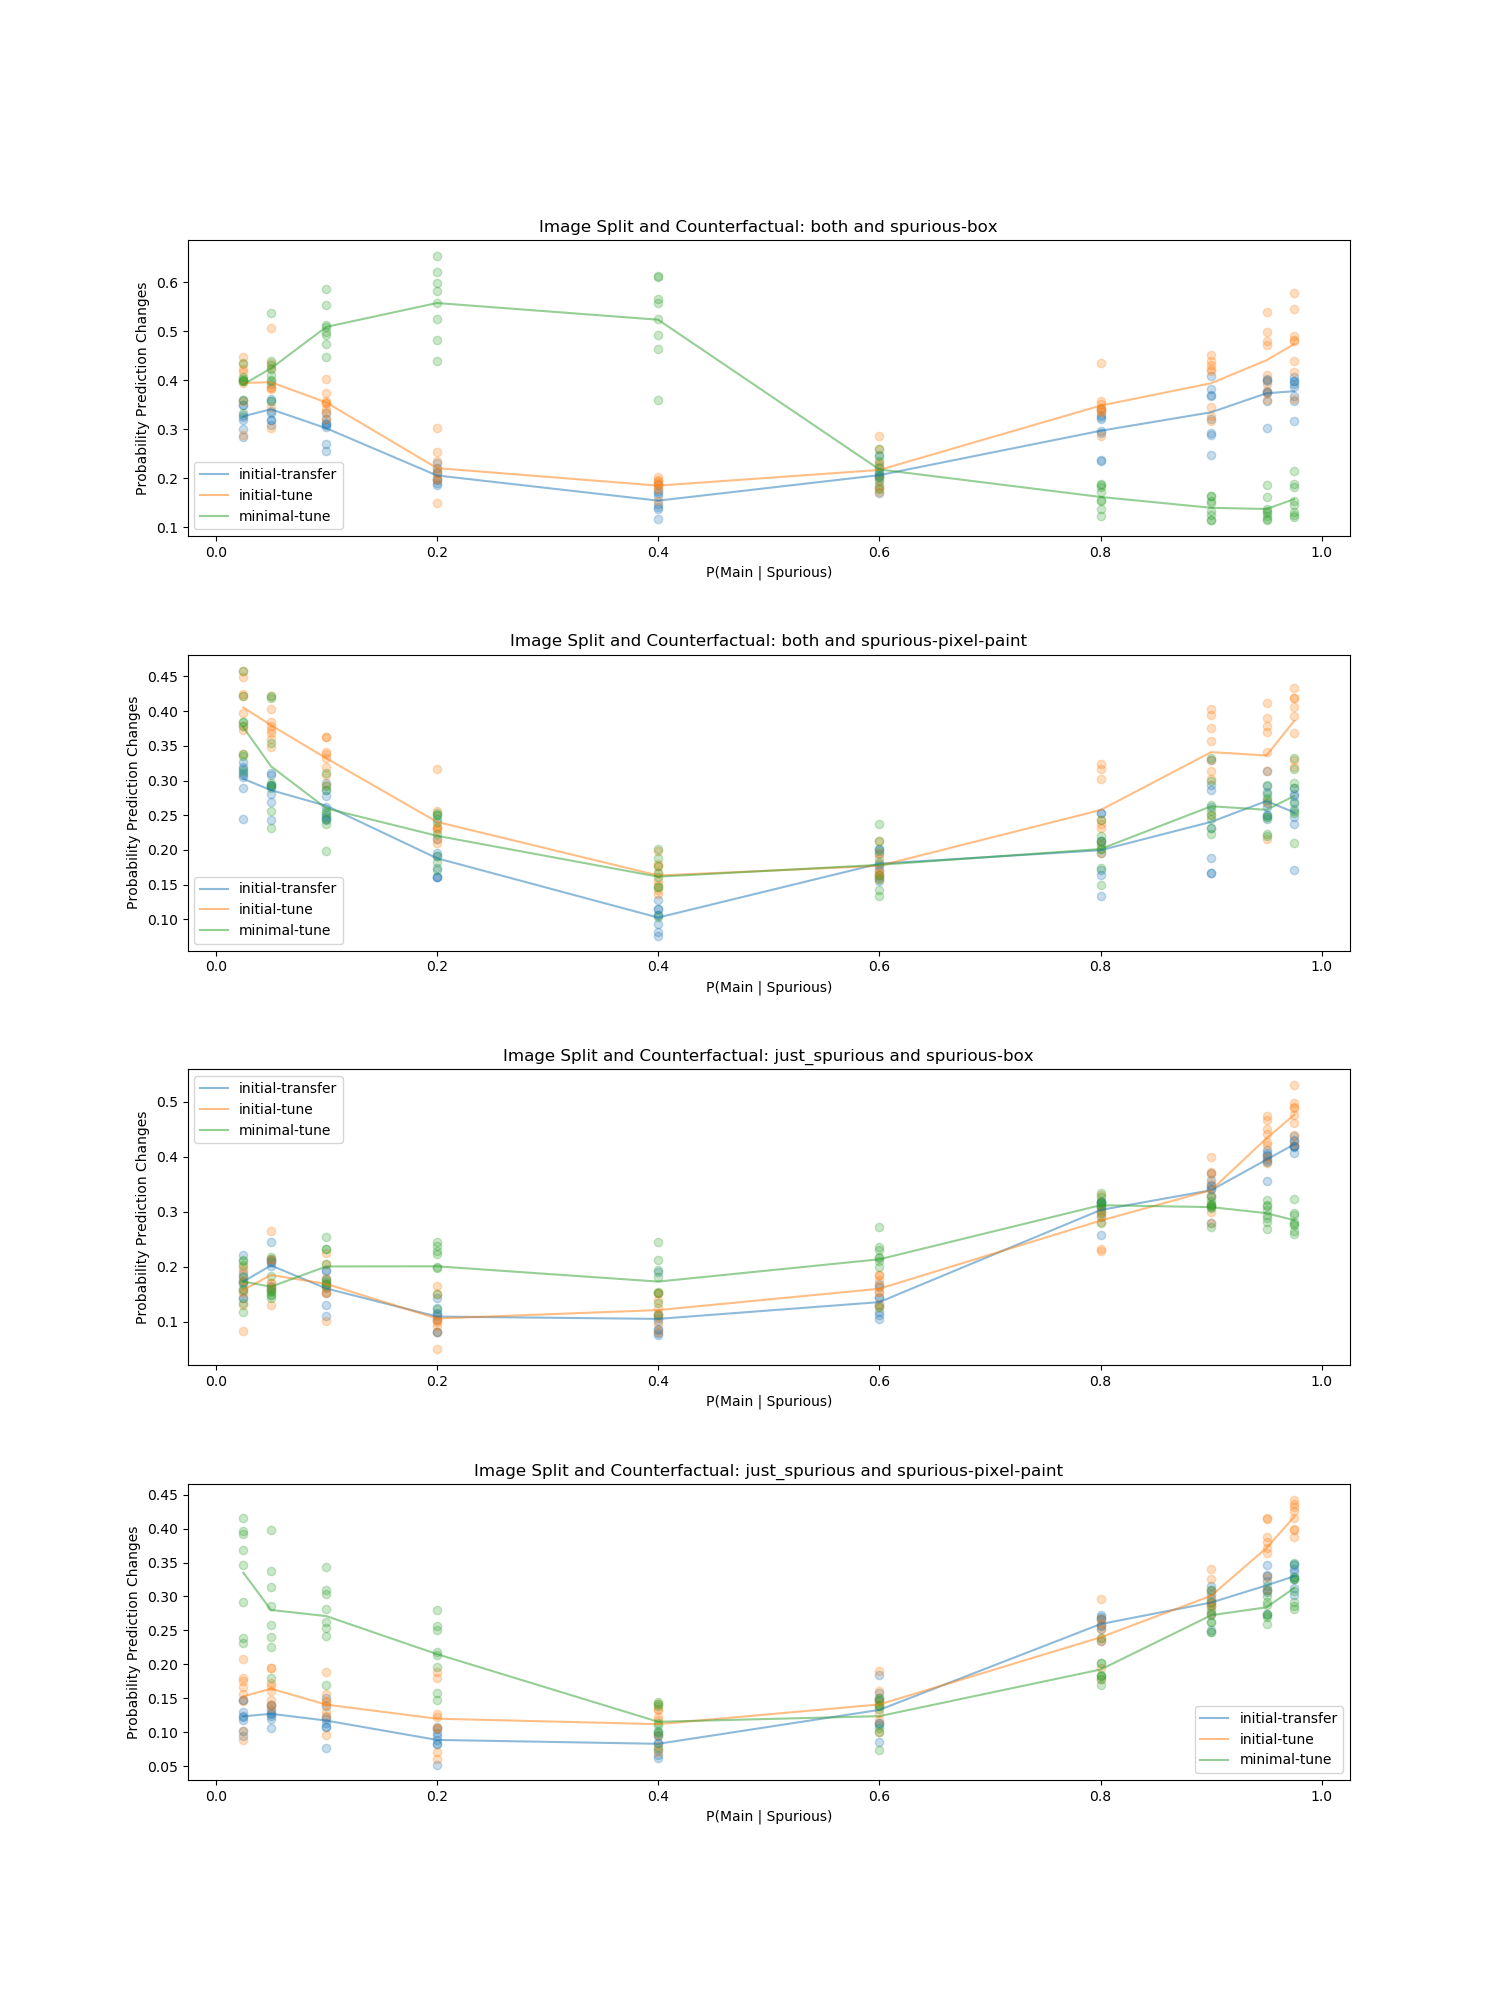 Image Split and Counterfactual: both and spurious-box
Probability Prediction Changes
0.6
0.5
0.4
0.3
0.2
0.1
initial-transfer
initial-tune
minimal-tune
0.0 0.2 0.4 0.6 0.8 1.0
P(Main | Spurious)
Image Split and Counterfactual: both and spurious-pixel-paint
Probability Prediction Changes
0.45
0.40
0.35
0.30
0.25
0.20
0.15
0.10
initial-transfer
initial-tune
minimal-tune
0.0 0.2 0.4 0.6 0.8 1.0
P(Main | Spurious)
Image Split and Counterfactual: just_spurious and spurious-box
Probability Prediction Changes
0.5
0.4
0.3
0.2
0.1
initial-transfer
initial-tune
minimal-tune
0.0 0.2 0.4 0.6 0.8 1.0
P(Main | Spurious)
Image Split and Counterfactual: just_spurious and spurious-pixel-paint
Probability Prediction Changes
0.45
0.40
0.35
0.30
0.25
0.20
0.15
0.10
0.05
initial-transfer
initial-tune
minimal-tune
0.0 0.2 0.4 0.6 0.8 1.0
P(Main | Spurious)